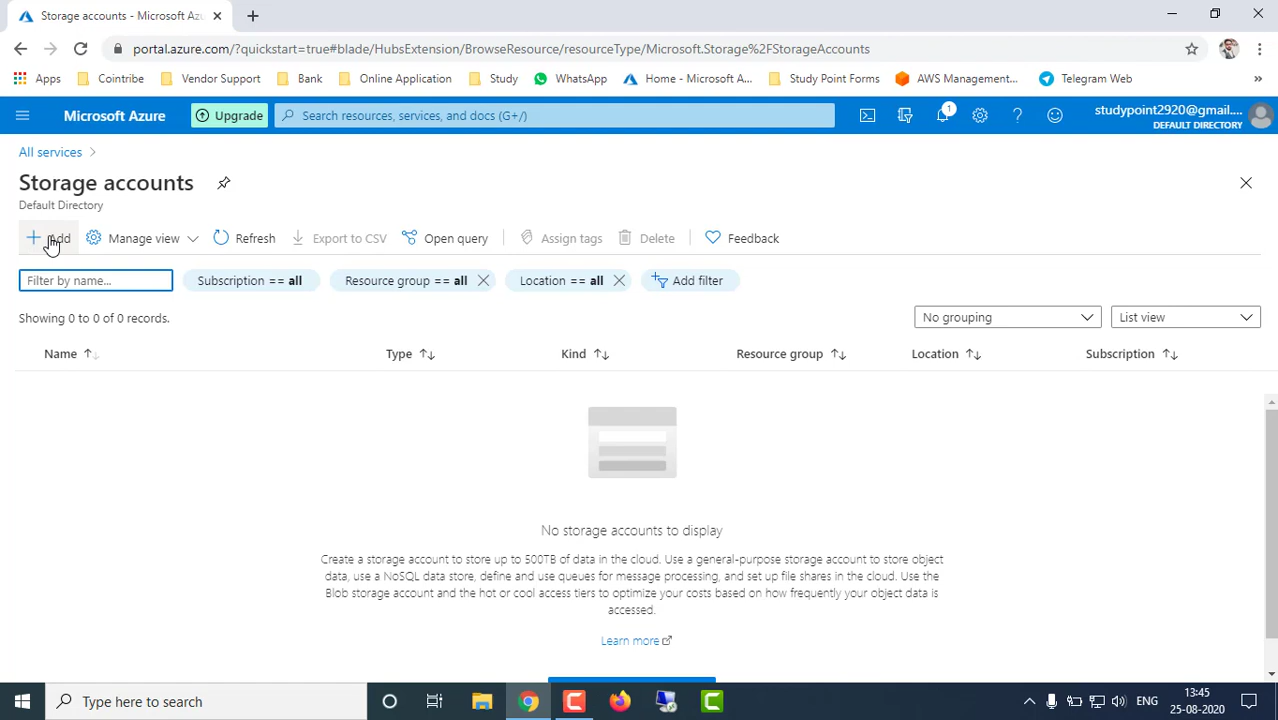 Storage accounts - Microsoft Azu
portal.azure.com/?quickstart=true#blade/HubsExtension/BrowseResource/resourceType/Microsoft.Storage%2FStorageAccounts
Apps Cointribe Vendor Support Bank Online Application Study WhatsApp Home - Microsoft A... Study Point Forms AWS Management... Telegram Web »
Microsoft Azure Upgrade Search resources, services, and docs (G+/) 1 studypoint2920@gmail....
DEFAULT DIRECTORY
All services >
Storage accounts
Default Directory
Add Manage view Refresh Export to CSV Open query Assign tags Delete Feedback
Filter by name... Subscription == all Resource group == all Location == all Add filter
Showing 0 to 0 of 0 records. No grouping List view
Name Type Kind Resource group Location Subscription
No storage accounts to display
Create a storage account to store up to 500TB of data in the cloud. Use a general-purpose storage account to store object
data, use a NoSQL data store, define and use queues for message processing, and set up file shares in the cloud. Use the
Blob storage account and the hot or cool access tiers to optimize your costs based on how frequently your object data is
accessed.
Learn more
Type here to search ENG 13:45
25-08-2020